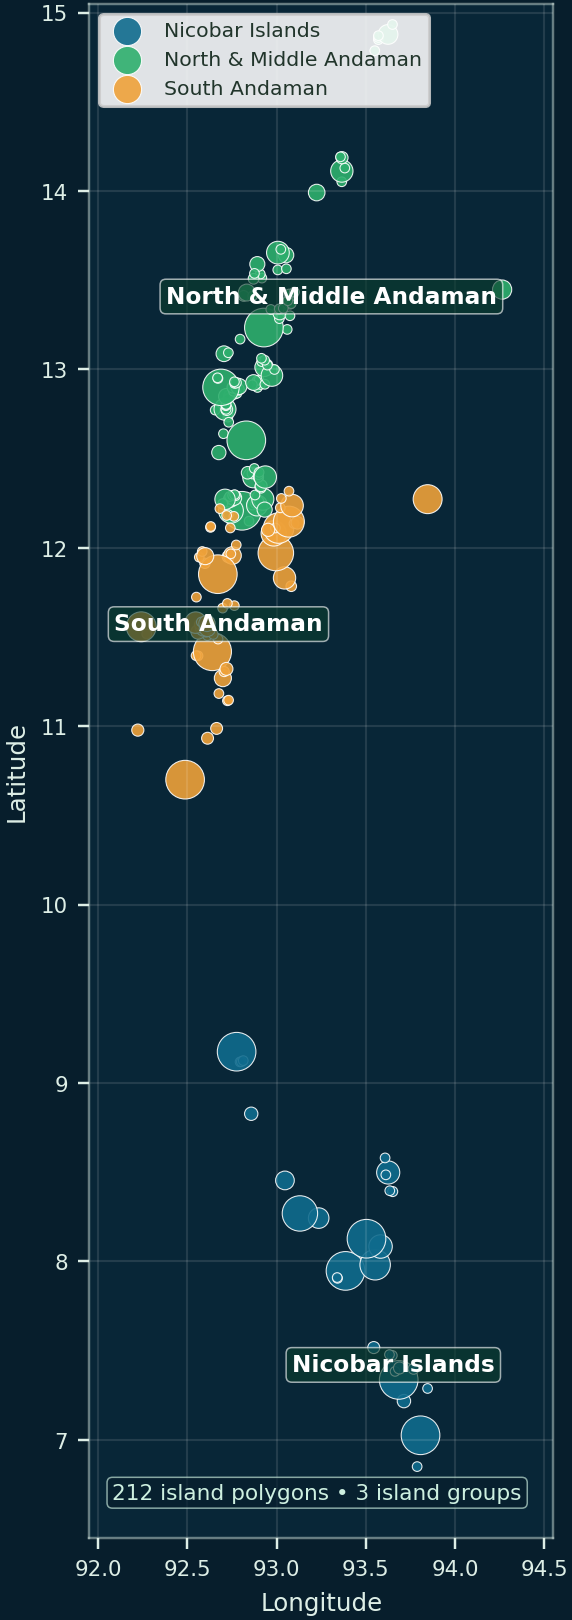 Nicobar Islands
North & Middle Andaman
South Andaman
15
14
North & Middle Andaman
13
12
South Andaman
11
Latitude
10
9
8
Nicobar Islands
7
212 island polygons • 3 island groups
92.0 92.5 93.0 93.5 94.0 94.5
Longitude